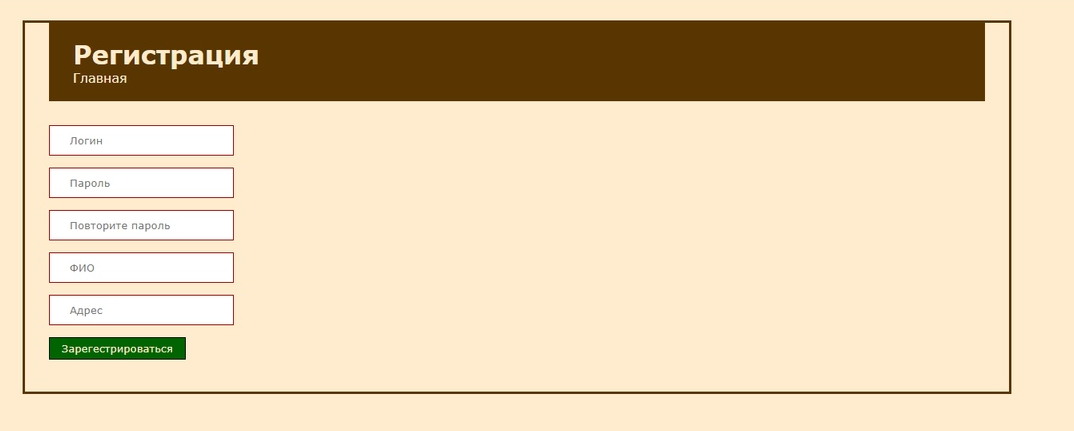 Регистрация
Главная
Логин
Пароль
Повторите пароль
ФИО
Адрес
Зарегестрироваться